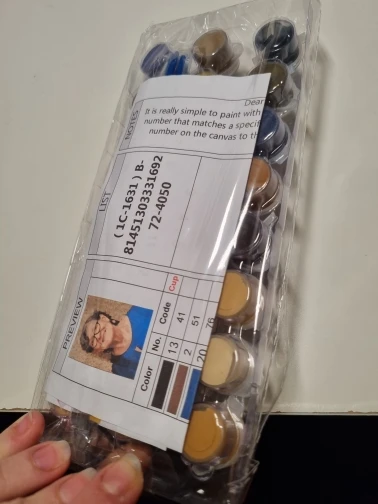 NOTES
Dear
It is really simple to paint with
number that matches a specif
number on the canvas to th
LIST
( 1C-1631 ) B-
81451303331692
72-4050
PREVIEW
Color No. Code Cup
13 41
2 51
20 76